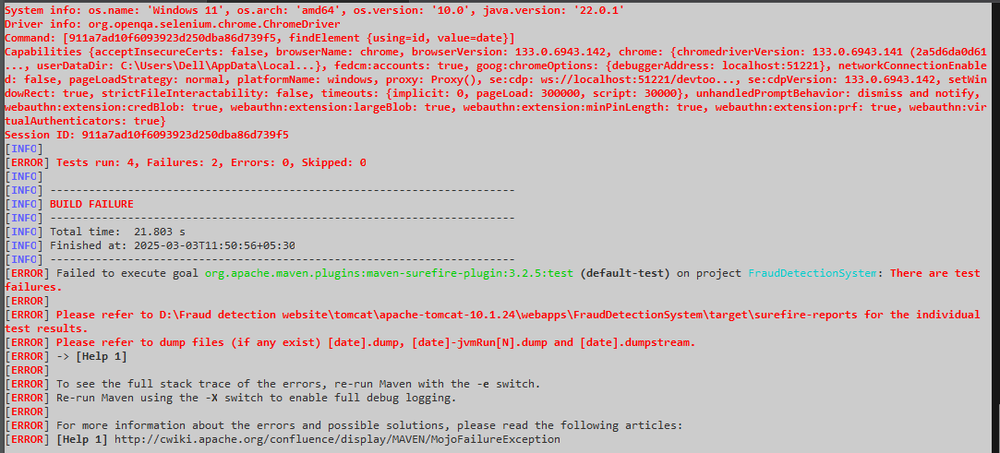 System info: os.name: 'Windows 11', os.arch: 'amd64', os.version: '10.0', java.version: '22.0.1'
Driver info: org.openqa.selenium.chrome.ChromeDriver
Command: [911a7ad10f6093923d250dba86d739f5, findElement {using=id, value=date}]
Capabilities {acceptInsecureCerts: false, browserName: chrome, browserVersion: 133.0.6943.142, chrome: {chromedriverVersion: 133.0.6943.141 (2a5d6da0d61
..., userDataDir: C:\Users\Dell\AppData\Local...}, fedcm:accounts: true, goog:chromeOptions: {debuggerAddress: localhost:51221}, networkConnectionEnable
d: false, pageLoadStrategy: normal, platformName: windows, proxy: Proxy(), se:cdp: ws://localhost:51221/devtoo..., se:cdpVersion: 133.0.6943.142, setWin
dowRect: true, strictFileInteractability: false, timeouts: {implicit: 0, pageLoad: 300000, script: 30000}, unhandledPromptBehavior: dismiss and notify,
webauthn:extension:credBlob: true, webauthn:extension:largeBlob: true, webauthn:extension:minPinLength: true, webauthn:extension:prf: true, webauthn:vir
tualAuthenticators: true}
Session ID: 911a7ad10f6093923d250dba86d739f5
[INFO]
[ERROR] Tests run: 4, Failures: 2, Errors: 0, Skipped: 0
[INFO]
[INFO] ------------------------------------------------------------------------
[INFO] BUILD FAILURE
[INFO] ------------------------------------------------------------------------
[INFO] Total time:  21.803 s
[INFO] Finished at: 2025-03-03T11:50:56+05:30
[INFO] ------------------------------------------------------------------------
[ERROR] Failed to execute goal org.apache.maven.plugins:maven-surefire-plugin:3.2.5:test (default-test) on project FraudDetectionSystem: There are test
failures.
[ERROR]
[ERROR] Please refer to D:\Fraud detection website\tomcat\apache-tomcat-10.1.24\webapps\FraudDetectionSystem\target\surefire-reports for the individual
test results.
[ERROR] Please refer to dump files (if any exist) [date].dump, [date]-jvmRun[N].dump and [date].dumpstream.
[ERROR] -> [Help 1]
[ERROR]
[ERROR] To see the full stack trace of the errors, re-run Maven with the -e switch.
[ERROR] Re-run Maven using the -X switch to enable full debug logging.
[ERROR]
[ERROR] For more information about the errors and possible solutions, please read the following articles:
[ERROR] [Help 1] http://cwiki.apache.org/confluence/display/MAVEN/MojoFailureException